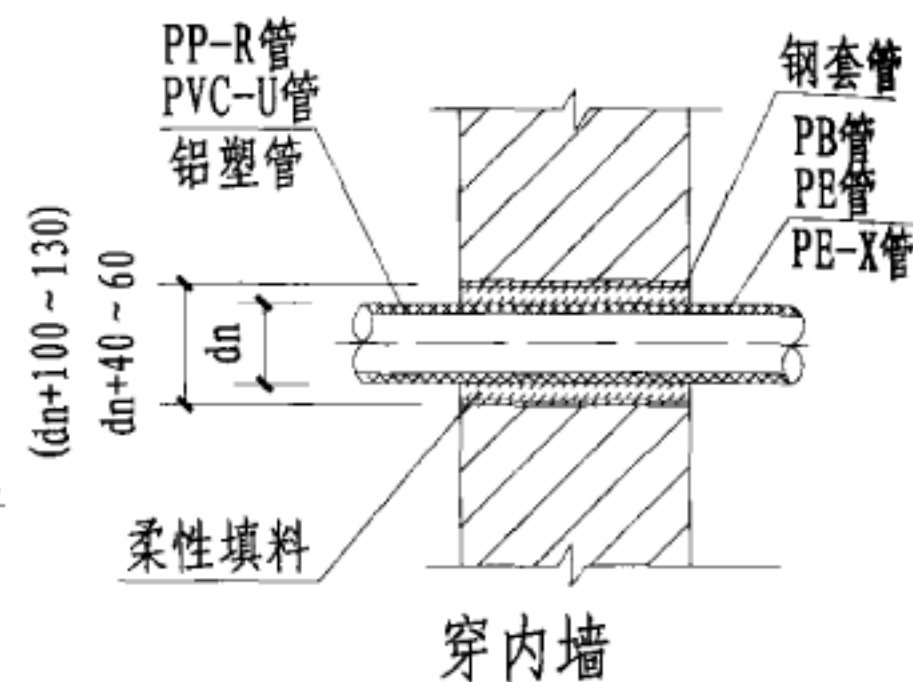 PP-R管
PVC-U管
铝塑管
钢套管
PB管
PE管
PE-X管
(dn+100~130)
dn+40~60
dn
柔性填料
穿内墙